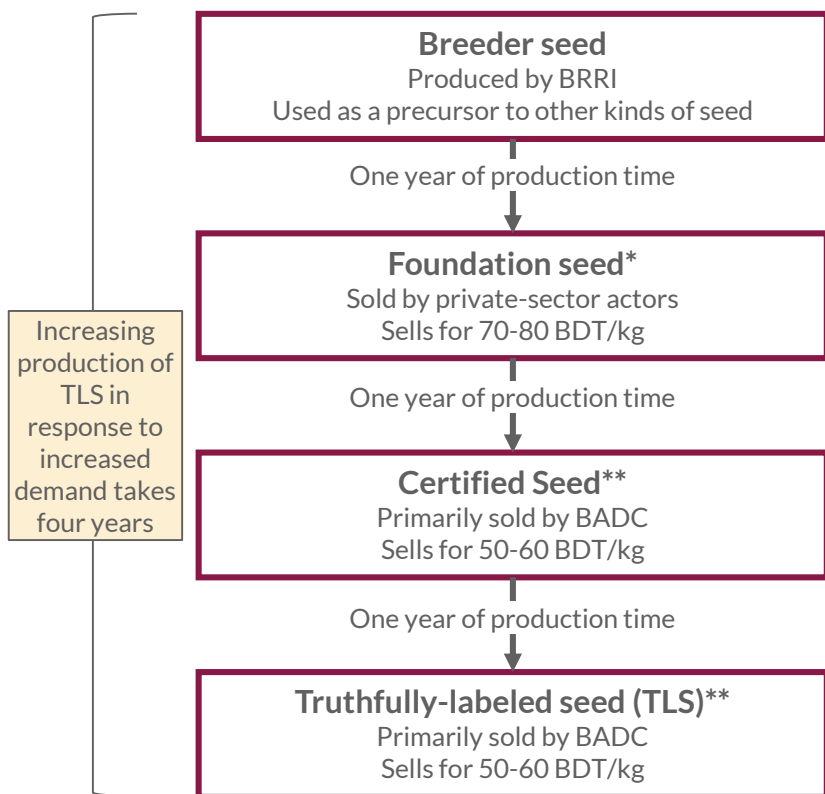 Breeder seed
Produced by BRRI
Used as a precursor to other kinds of seed
One year of production time
Foundation seed*
Sold by private-sector actors
Sells for 70-80 BDT/kg
One year of production time
Certified Seed**
Primarily sold by BADC
Sells for 50-60 BDT/kg
One year of production time
Truthfully-labeled seed (TLS)**
Primarily sold by BADC
Sells for 50-60 BDT/kg
Increasing
production of
TLS in
response to
increased
demand takes
four years